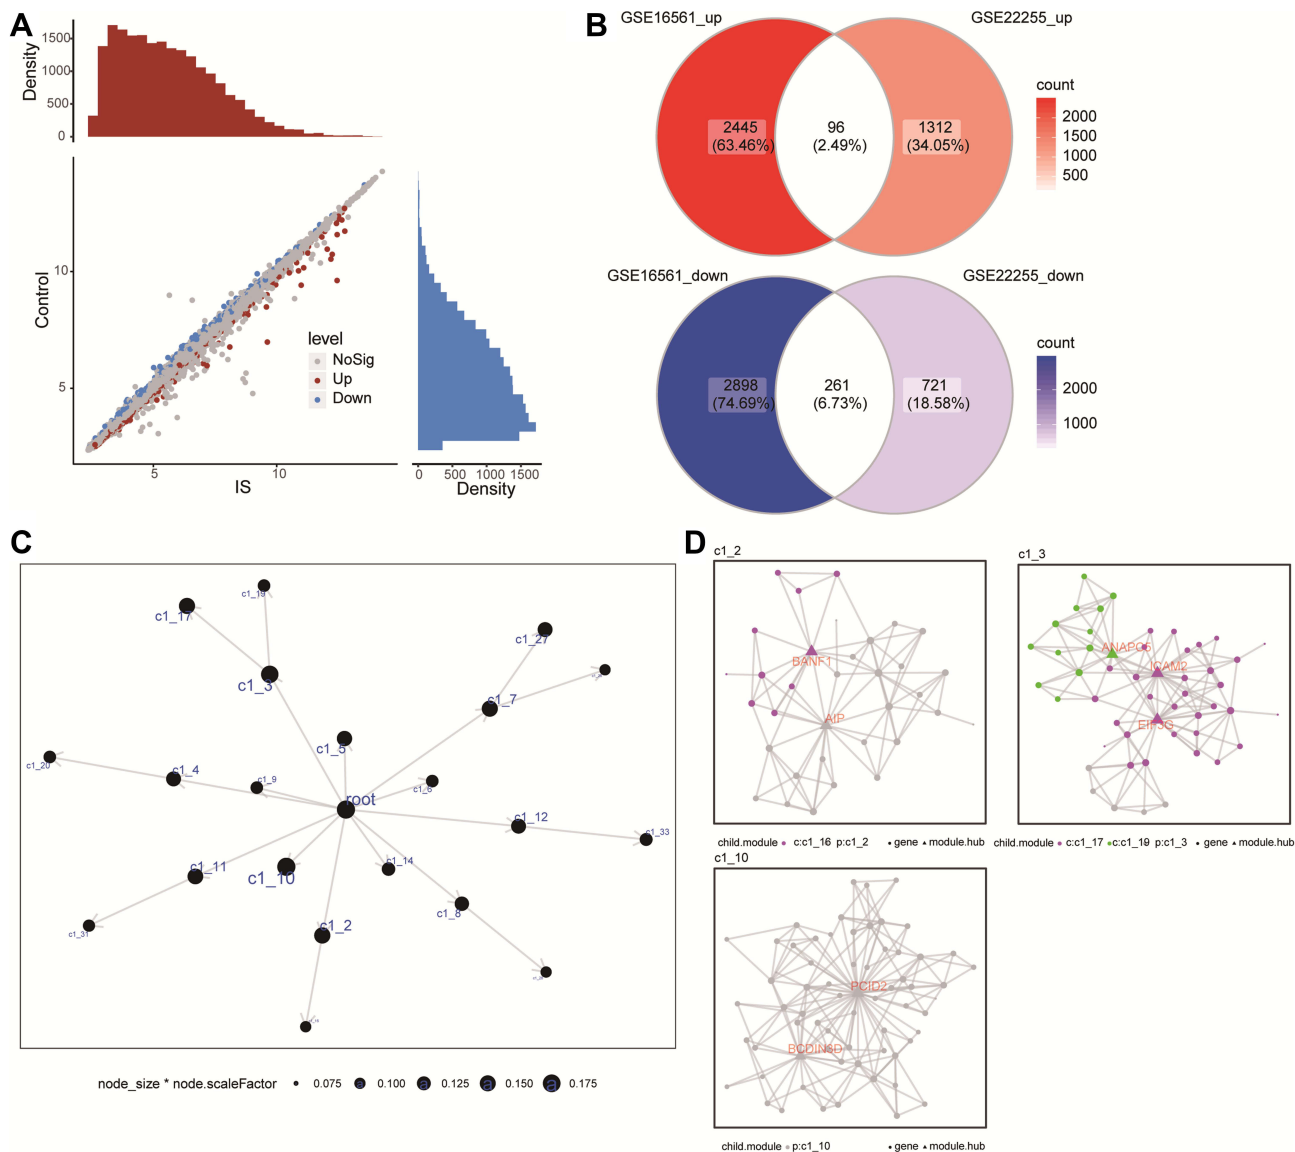 A
Density
1500
1000
500
0
Control
10
5
5
10
IS
level
NoSig
Up
Down
0
500
1000
1500
Density
B
GSE16561_up
GSE22255_up
2445
(63.46%)
96
(2.49%)
1312
(34.05%)
count
2000
1500
1000
500
GSE16561_down
GSE22255_down
2898
(74.69%)
261
(6.73%)
721
(18.58%)
count
2000
1000
C
c1_19
c1_17
c1_27
c1_3
c1_7
c1_5
c1_20
c1_4
c1_9
c1_6
root
c1_12
c1_33
c1_11
c1_10
c1_14
c1_8
c1_31
c1_2
node_size * node.scaleFactor
0.075
a 0.100
a 0.125
a 0.150
a 0.175
D
c1_2
BANF1
AIP
child.module c:c1_16 p:c1_2 gene module.hub
c1_3
ANAPC5
ICAM2
EIF3G
child.module c:c1_17 c:c1_19 p:c1_3 gene module.hub
c1_10
PCID2
BCDIN3D
child.module p:c1_10 gene module.hub